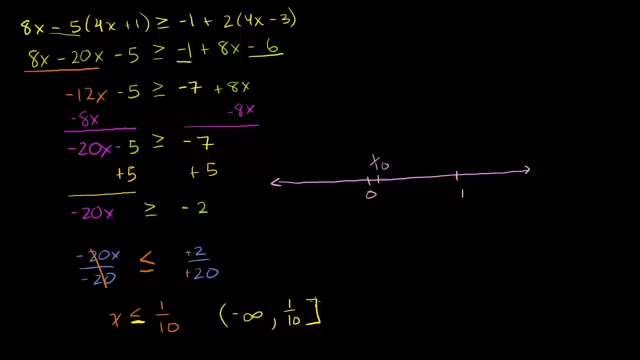 8x - 5(4x+1) ≥ -1 + 2(4x-3)
8x - 20x - 5 ≥ -1 + 8x - 6
-12x - 5 ≥ -7 + 8x
-8x -8x
-20x - 5 ≥ -7
+5 +5
-20x ≥ -2
-20x/-20 ≤ +2/+20
x ≤ 1/10 (-∞, 1/10]
1/10
0 1